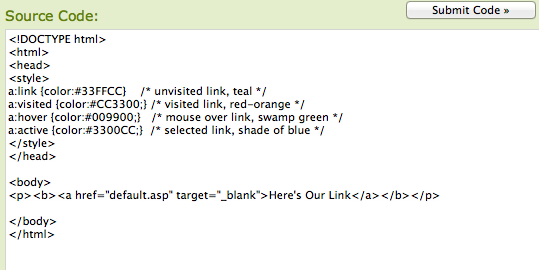 Submit Code »
Source Code:
<!DOCTYPE html>
<html>
<head>
<style>
a:link {color:#33FFCC}    /* unvisited link, teal */
a:visited {color:#CC3300;} /* visited link, red-orange */
a:hover {color:#009900;}   /* mouse over link, swamp green */
a:active {color:#3300CC;}  /* selected link, shade of blue */
</style>
</head>

<body>
<p><b><a href="default.asp" target="_blank">Here's Our Link</a></b></p>

</body>
</html>